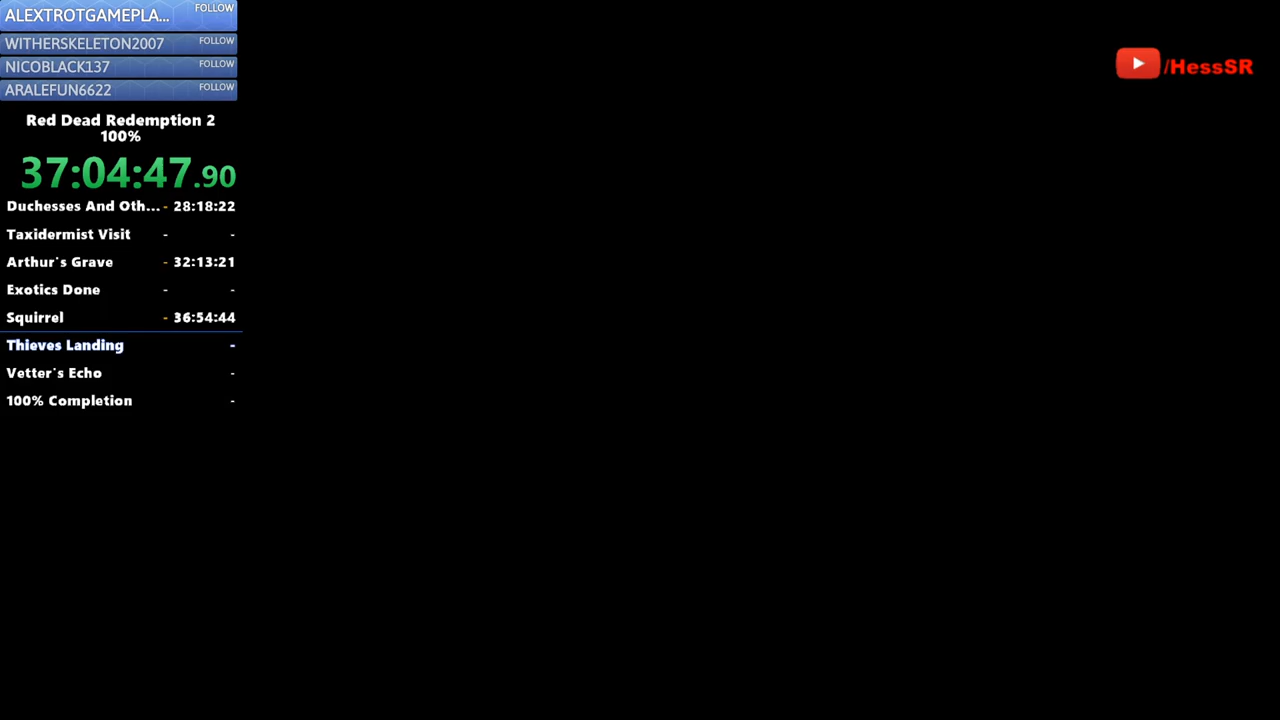 ALEXTROTGAMEPLA... FOLLOW
WITHERSKELETON2007 FOLLOW
NICOBLACK137 FOLLOW
ARALEFUN6622 FOLLOW
/HessSR
Red Dead Redemption 2
100%
37:04:47.90
Duchesses And Oth... - 28:18:22
Taxidermist Visit - -
Arthur's Grave - 32:13:21
Exotics Done - -
Squirrel - 36:54:44
Thieves Landing -
Vetter's Echo -
100% Completion -